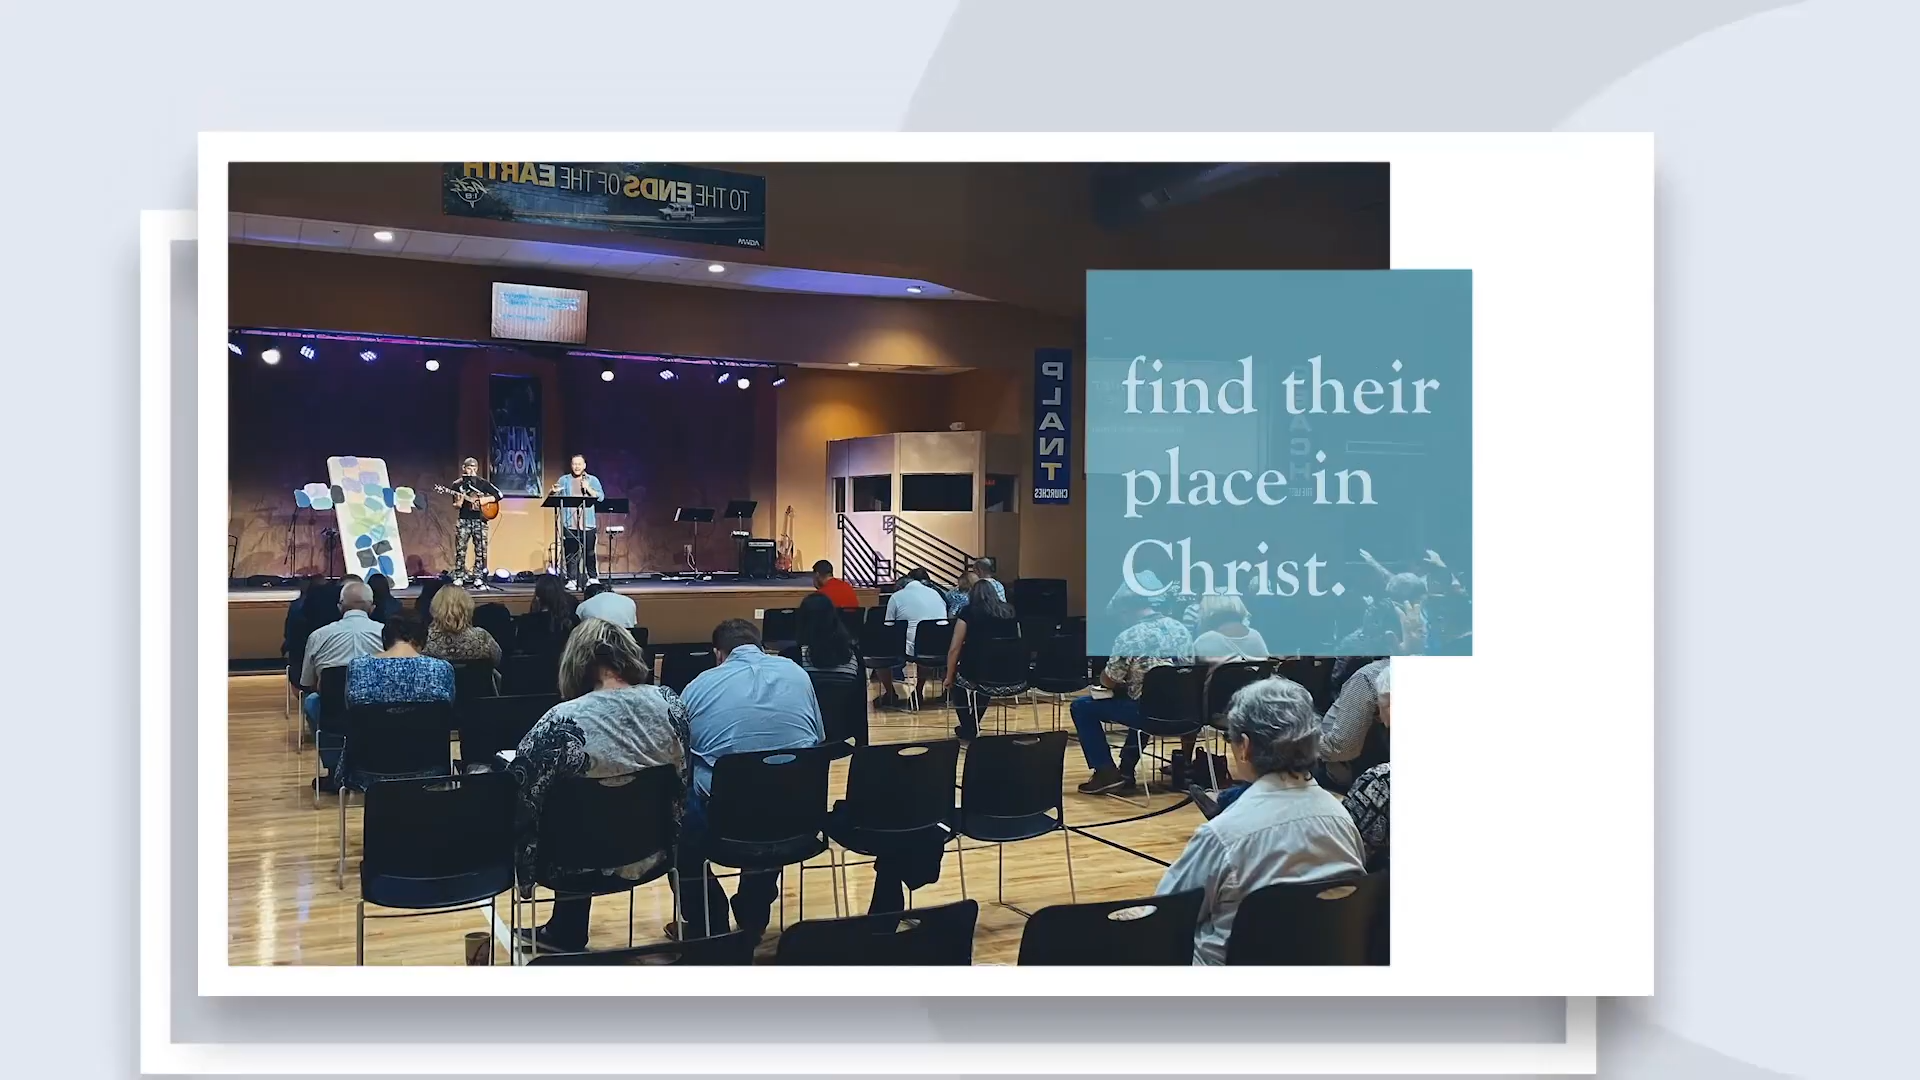 TO THE ENDS OF THE EARTH
find their
place in
Christ.
PLANT
CHURCHES